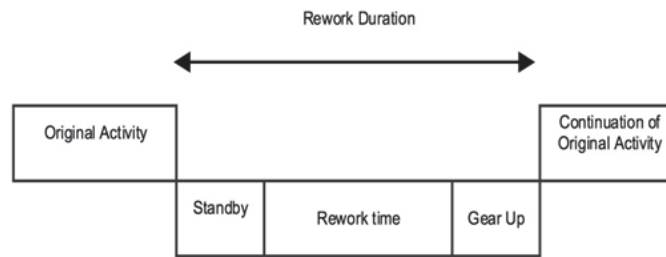 Rework Duration
Original Activity
Continuation of
Original Activity
Standby
Rework time
Gear Up